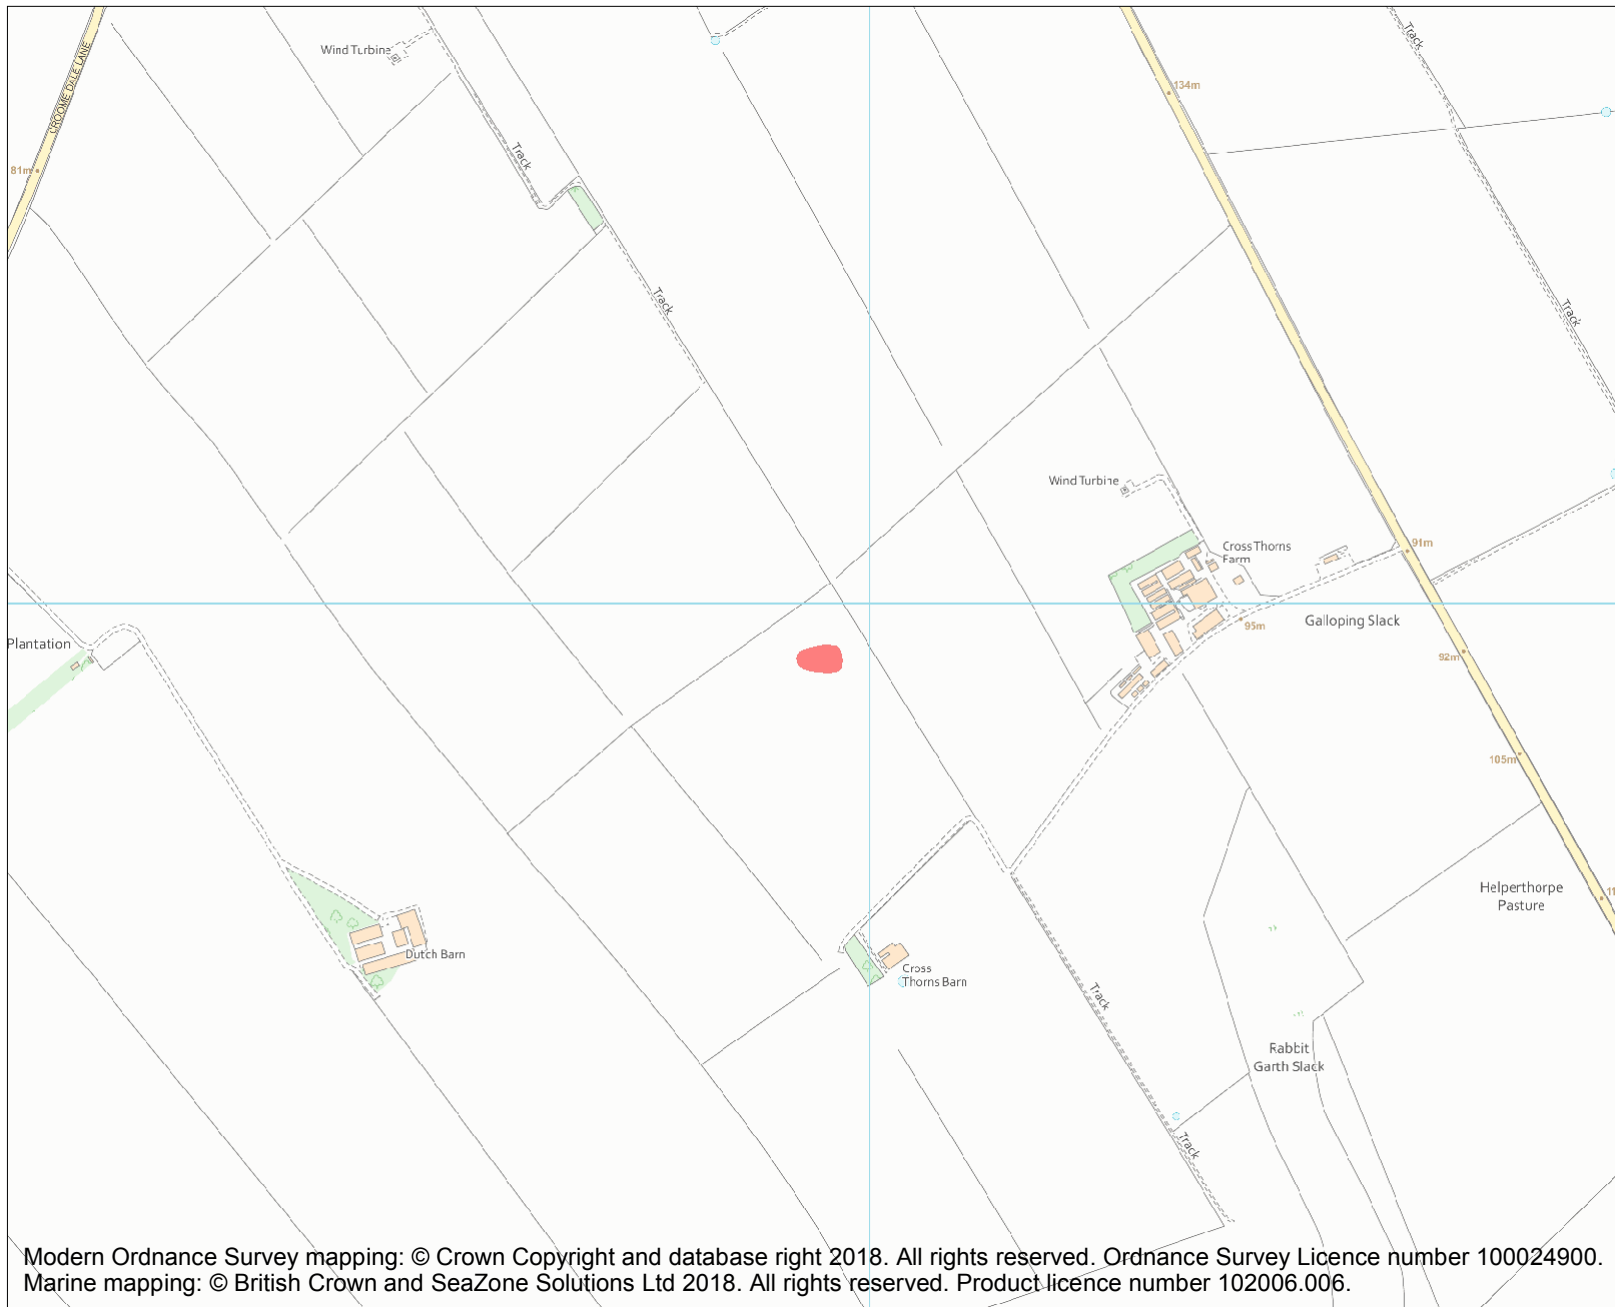 Wind Turbine
CROOME DALE LANE
Track
134m
Track
81m
Track
Track
Wind Turbine
Cross Thorns
Farm
91m
Plantation
95m
Galloping Slack
92m
105m
Helperthorpe
Pasture
11
Dutch Barn
Cross
Thorns Barn
Track
Rabbit
Garth Slack
Track
Modern Ordnance Survey mapping: © Crown Copyright and database right 2018. All rights reserved. Ordnance Survey Licence number 100024900.
Marine mapping: © British Crown and SeaZone Solutions Ltd 2018. All rights reserved. Product licence number 102006.006.